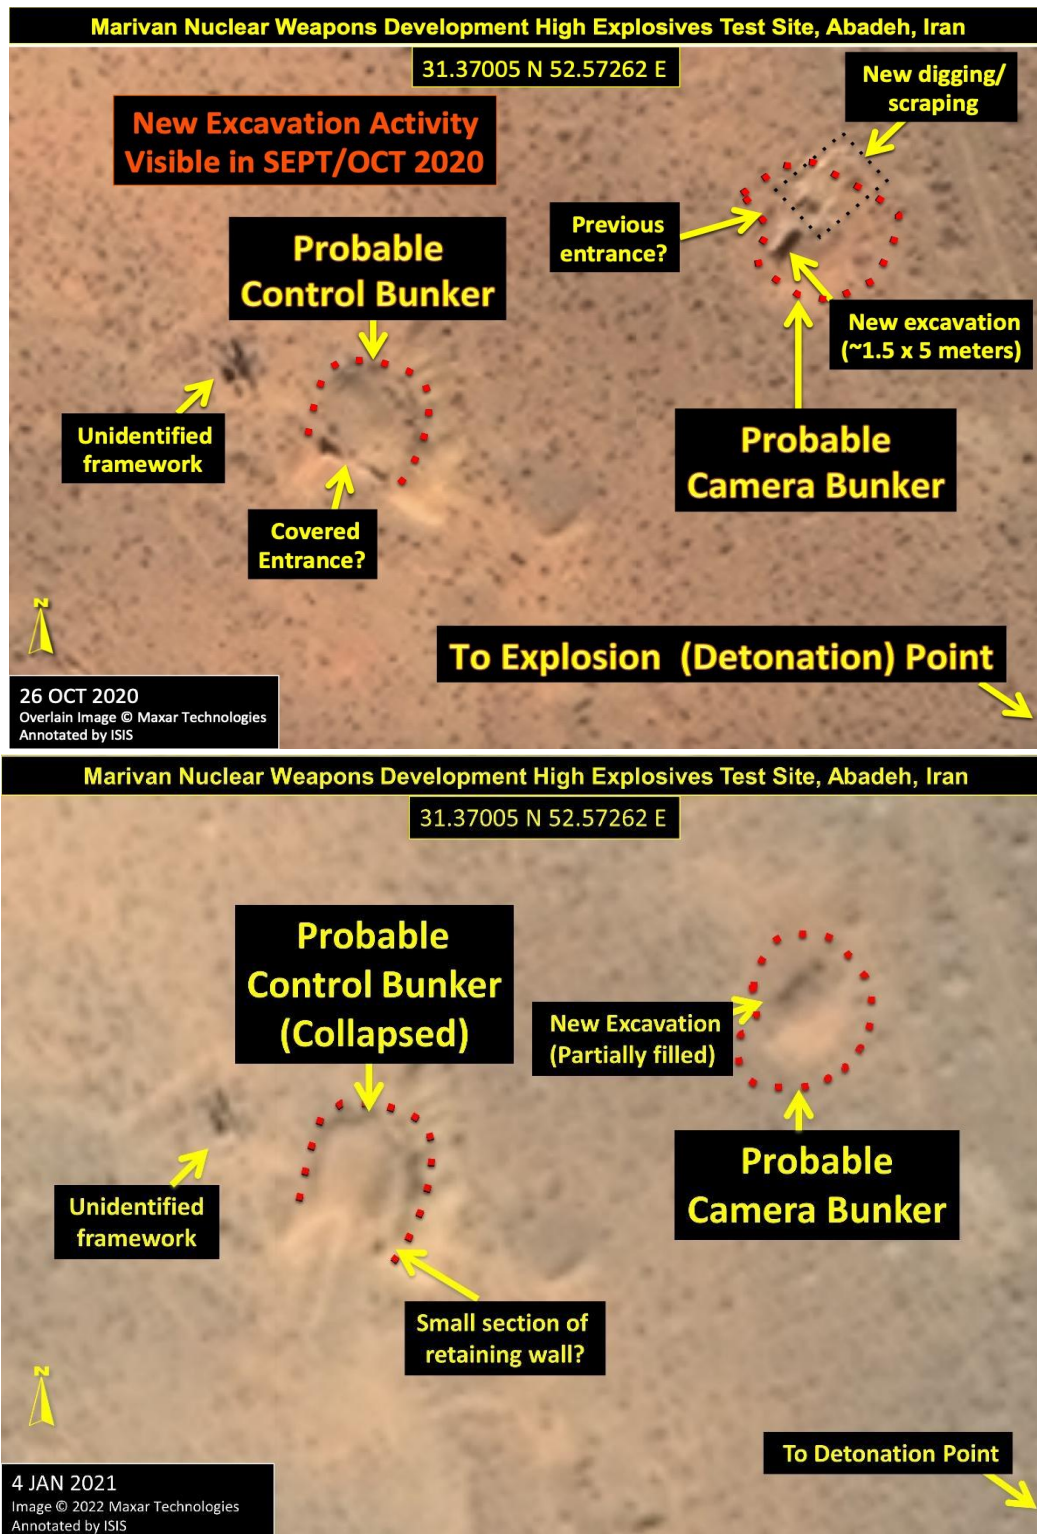 Marivan Nuclear Weapons Development High Explosives Test Site, Abadeh, Iran
31.37005 N 52.57262 E
New digging/
scraping
New Excavation Activity
Visible in SEPT/OCT 2020
Previous
entrance?
Probable
Control Bunker
New excavation
(~1.5 x 5 meters)
Unidentified
framework
Probable
Camera Bunker
Covered
Entrance?
N
To Explosion (Detonation) Point
26 OCT 2020
Overlain Image © Maxar Technologies
Annotated by ISIS
Marivan Nuclear Weapons Development High Explosives Test Site, Abadeh, Iran
31.37005 N 52.57262 E
Probable
Control Bunker
(Collapsed)
New Excavation
(Partially filled)
Unidentified
framework
Probable
Camera Bunker
Small section of
retaining wall?
N
To Detonation Point
4 JAN 2021
Image © 2022 Maxar Technologies
Annotated by ISIS